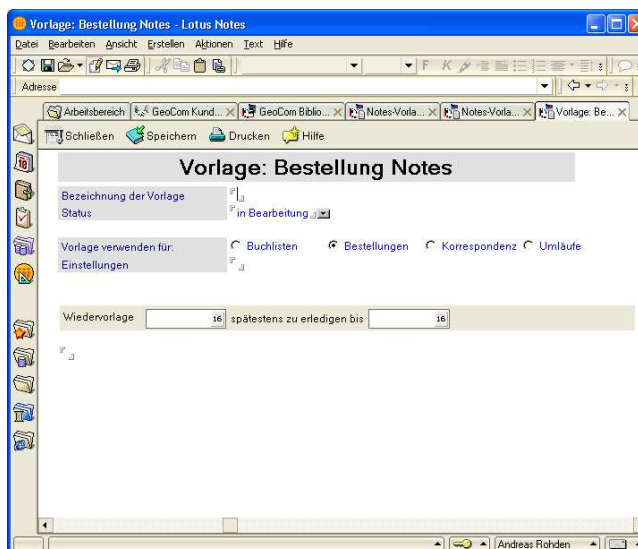 Vorlage: Bestellung Notes - Lotus Notes
Datei Bearbeiten Ansicht Erstellen Aktionen Text Hilfe
F K
Adresse
Arbeitsbereich GeoCom Kund... GeoCom Biblio... Notes-Vorla... Notes-Vorla... Vorlage: Be...
Schließen Speichern Drucken Hilfe
Vorlage: Bestellung Notes
Bezeichnung der Vorlage
Status in Bearbeitung
Vorlage verwenden für: Buchlisten Bestellungen Korrespondenz Umläufe
Einstellungen
Wiedervorlage 16 spätestens zu erledigen bis 16
Andreas Rohden